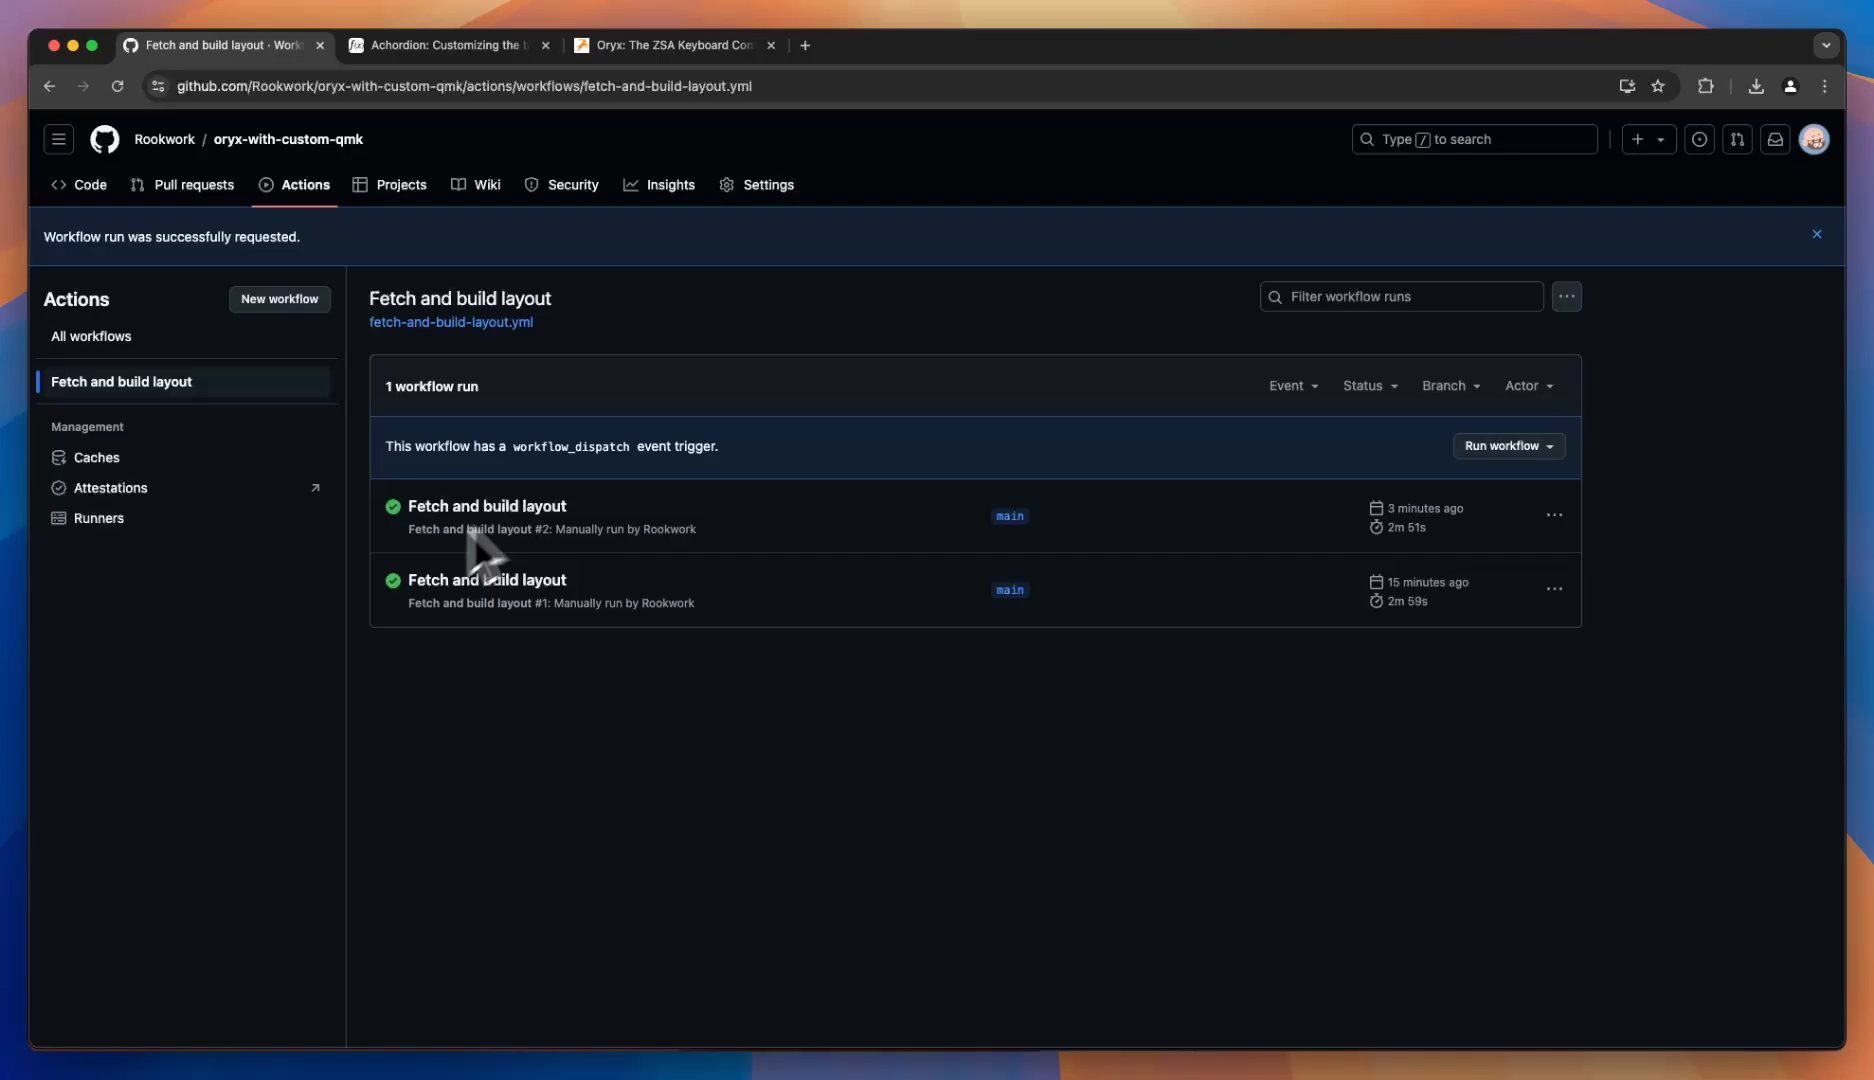 Fetch and build layout · Work
Achordion: Customizing the t
Oryx: The ZSA Keyboard Con
github.com/Rookwork/oryx-with-custom-qmk/actions/workflows/fetch-and-build-layout.yml
Rookwork / oryx-with-custom-qmk
Type / to search
Code
Pull requests
Actions
Projects
Wiki
Security
Insights
Settings
Workflow run was successfully requested.
Actions
New workflow
All workflows
Fetch and build layout
Management
Caches
Attestations
Runners
Fetch and build layout
fetch-and-build-layout.yml
Filter workflow runs
1 workflow run
Event
Status
Branch
Actor
This workflow has a workflow_dispatch event trigger.
Run workflow
Fetch and build layout
Fetch and build layout #2: Manually run by Rookwork
main
3 minutes ago
2m 51s
Fetch and build layout
Fetch and build layout #1: Manually run by Rookwork
main
15 minutes ago
2m 59s